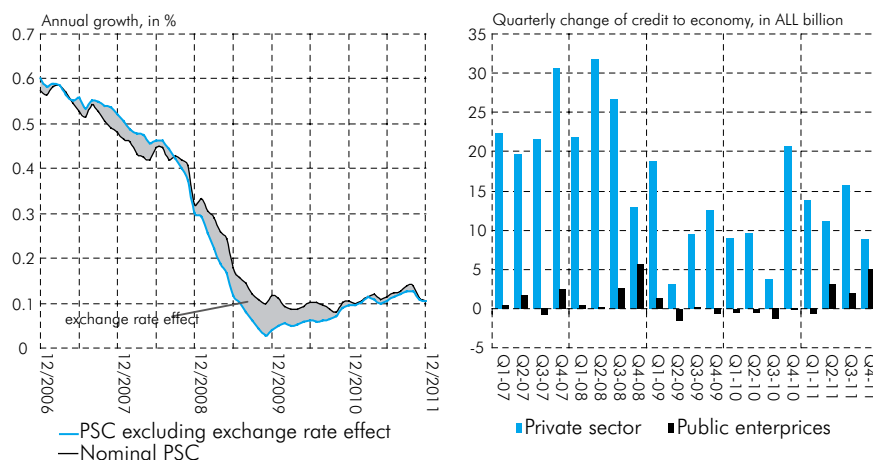 Annual growth, in %
0.7
0.6
0.5
0.4
0.3
0.2
0.1
0
exchange rate effect
12/2006
12/2007
12/2008
12/2009
12/2010
12/2011
PSC excluding exchange rate effect
Nominal PSC
Quarterly change of credit to economy, in ALL billion
35
30
25
20
15
10
5
0
-5
Q1-07
Q2-07
Q3-07
Q4-07
Q1-08
Q2-08
Q3-08
Q4-08
Q1-09
Q2-09
Q3-09
Q4-09
Q1-10
Q2-10
Q3-10
Q4-10
Q1-11
Q2-11
Q3-11
Q4-11
Private sector
Public enterprices